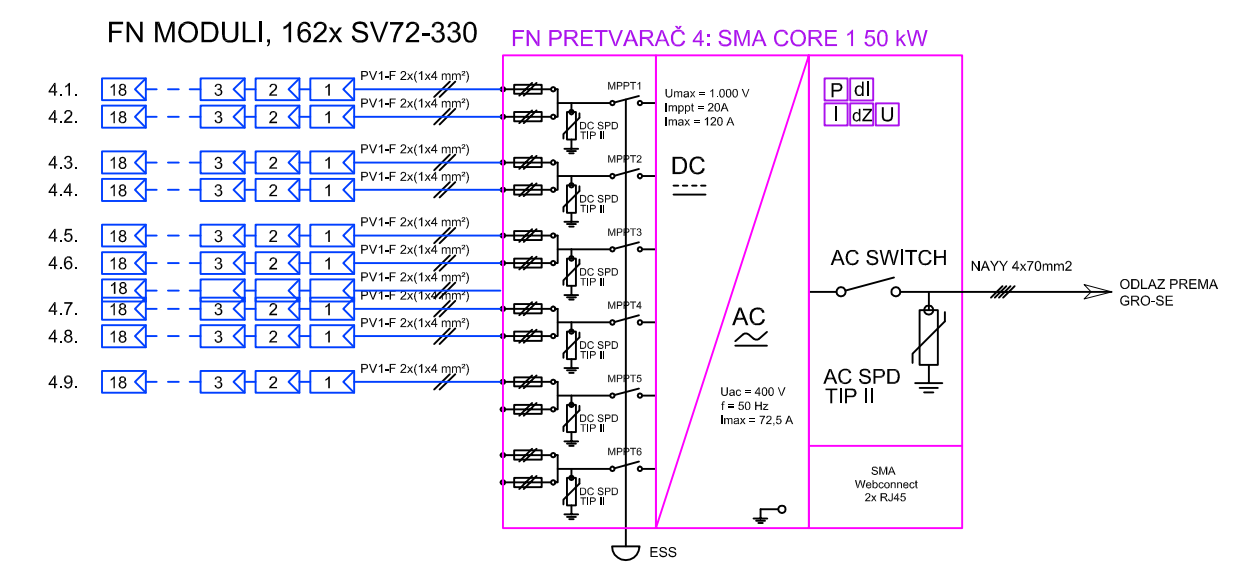 FN MODULI, 162x SV72-330
FN PRETVARAČ 4: SMA CORE 1 50 kW
4.1. 18 3 2 1 PV1-F 2x(1x4 mm²)
4.2. 18 3 2 1 PV1-F 2x(1x4 mm²)
4.3. 18 3 2 1 PV1-F 2x(1x4 mm²)
4.4. 18 3 2 1 PV1-F 2x(1x4 mm²)
4.5. 18 3 2 1 PV1-F 2x(1x4 mm²)
4.6. 18 3 2 1 PV1-F 2x(1x4 mm²)
18 PV1-F 2x(1x4 mm²)
4.7. 18 3 2 1 PV1-F 2x(1x4mm²)
4.8. 18 3 2 1 PV1-F 2x(1x4 mm²)
4.9. 18 3 2 1 PV1-F 2x(1x4 mm²)
MPPT1
DC SPD
TIP II
MPPT2
DC SPD
TIP II
MPPT3
DC SPD
TIP II
MPPT4
DC SPD
TIP II
MPPT5
DC SPD
TIP II
MPPT6
DC SPD
TIP II
ESS
Umax = 1.000 V
Imppt = 20A
Imax = 120 A
DC
AC
Uac = 400 V
f = 50 Hz
Imax = 72,5 A
P dI
I dZ U
AC SWITCH
AC SPD
TIP II
SMA
Webconnect
2x RJ45
NAYY 4x70mm2
ODLAZ PREMA
GRO-SE